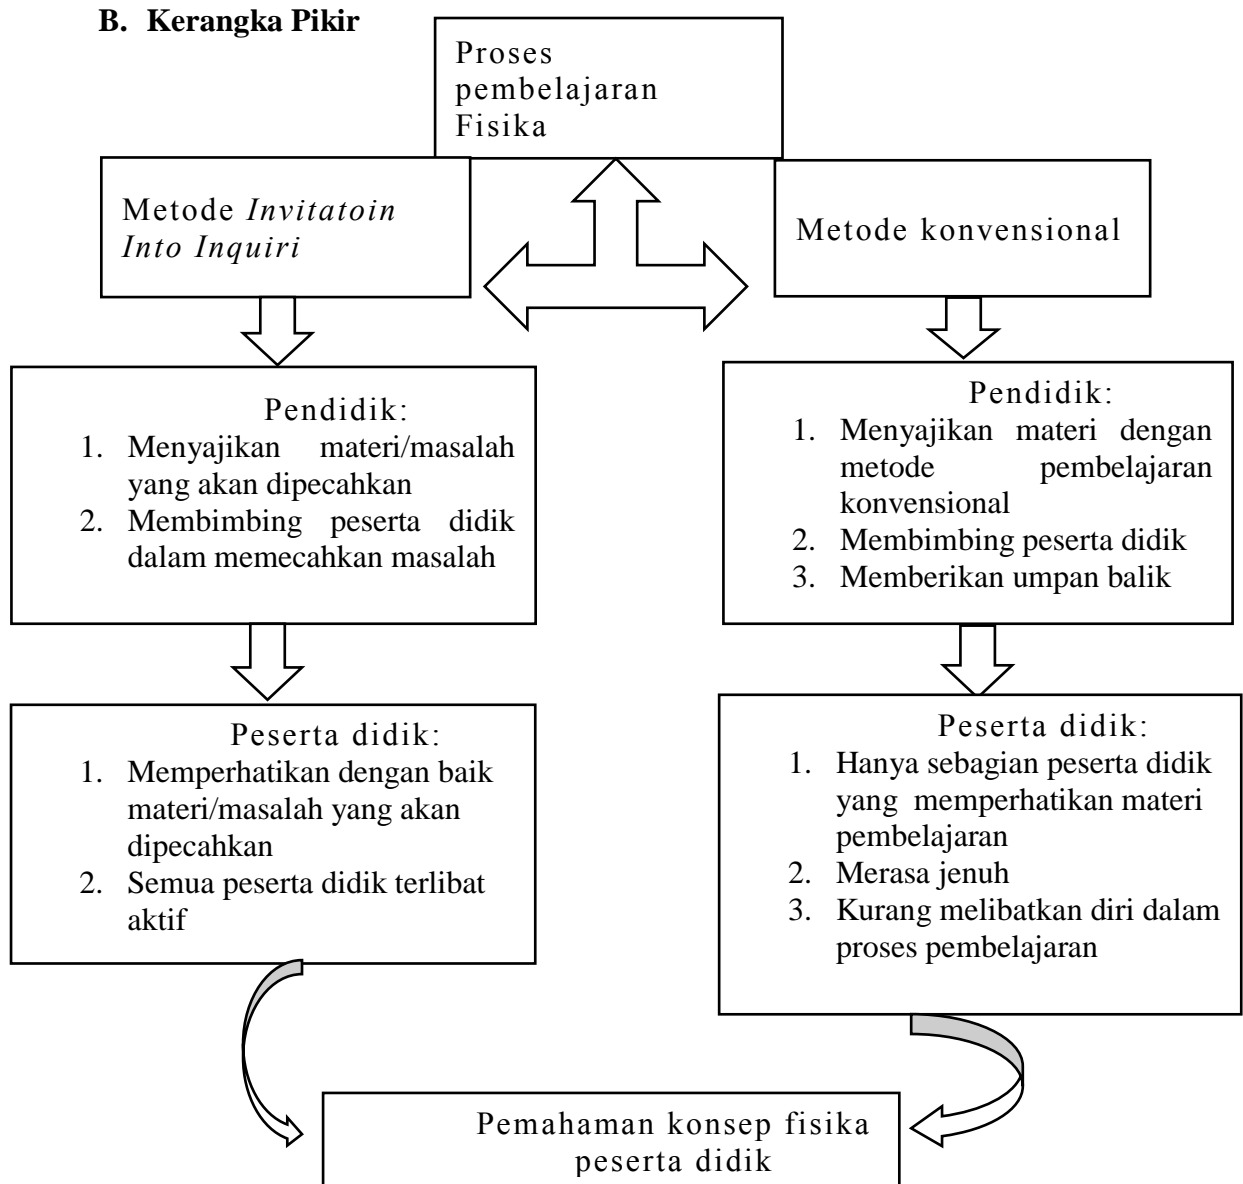 B. Kerangka Pikir
Proses
pembelajaran
Fisika
Metode Invitatoin
Into Inquiri
Metode konvensional
Pendidik:
1. Menyajikan materi/masalah
yang akan dipecahkan
2. Membimbing peserta didik
dalam memecahkan masalah
Pendidik:
1. Menyajikan materi dengan
metode pembelajaran
konvensional
2. Membimbing peserta didik
3. Memberikan umpan balik
Peserta didik:
1. Memperhatikan dengan baik
materi/masalah yang akan
dipecahkan
2. Semua peserta didik terlibat
aktif
Peserta didik:
1. Hanya sebagian peserta didik
yang memperhatikan materi
pembelajaran
2. Merasa jenuh
3. Kurang melibatkan diri dalam
proses pembelajaran
Pemahaman konsep fisika
peserta didik